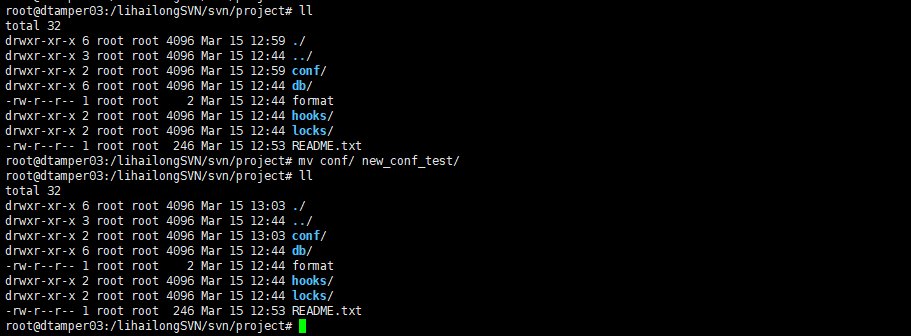 root@dtamper03:/lihailongSVN/svn/project# ll
total 32
drwxr-xr-x 6 root root 4096 Mar 15 12:59 ./
drwxr-xr-x 3 root root 4096 Mar 15 12:44 ../
drwxr-xr-x 2 root root 4096 Mar 15 12:59 conf/
drwxr-xr-x 6 root root 4096 Mar 15 12:44 db/
-rw-r--r-- 1 root root    2 Mar 15 12:44 format
drwxr-xr-x 2 root root 4096 Mar 15 12:44 hooks/
drwxr-xr-x 2 root root 4096 Mar 15 12:44 locks/
-rw-r--r-- 1 root root  246 Mar 15 12:53 README.txt
root@dtamper03:/lihailongSVN/svn/project# mv conf/ new_conf_test/
root@dtamper03:/lihailongSVN/svn/project# ll
total 32
drwxr-xr-x 6 root root 4096 Mar 15 13:03 ./
drwxr-xr-x 3 root root 4096 Mar 15 12:44 ../
drwxr-xr-x 2 root root 4096 Mar 15 13:03 conf/
drwxr-xr-x 6 root root 4096 Mar 15 12:44 db/
-rw-r--r-- 1 root root    2 Mar 15 12:44 format
drwxr-xr-x 2 root root 4096 Mar 15 12:44 hooks/
drwxr-xr-x 2 root root 4096 Mar 15 12:44 locks/
-rw-r--r-- 1 root root  246 Mar 15 12:53 README.txt
root@dtamper03:/lihailongSVN/svn/project#